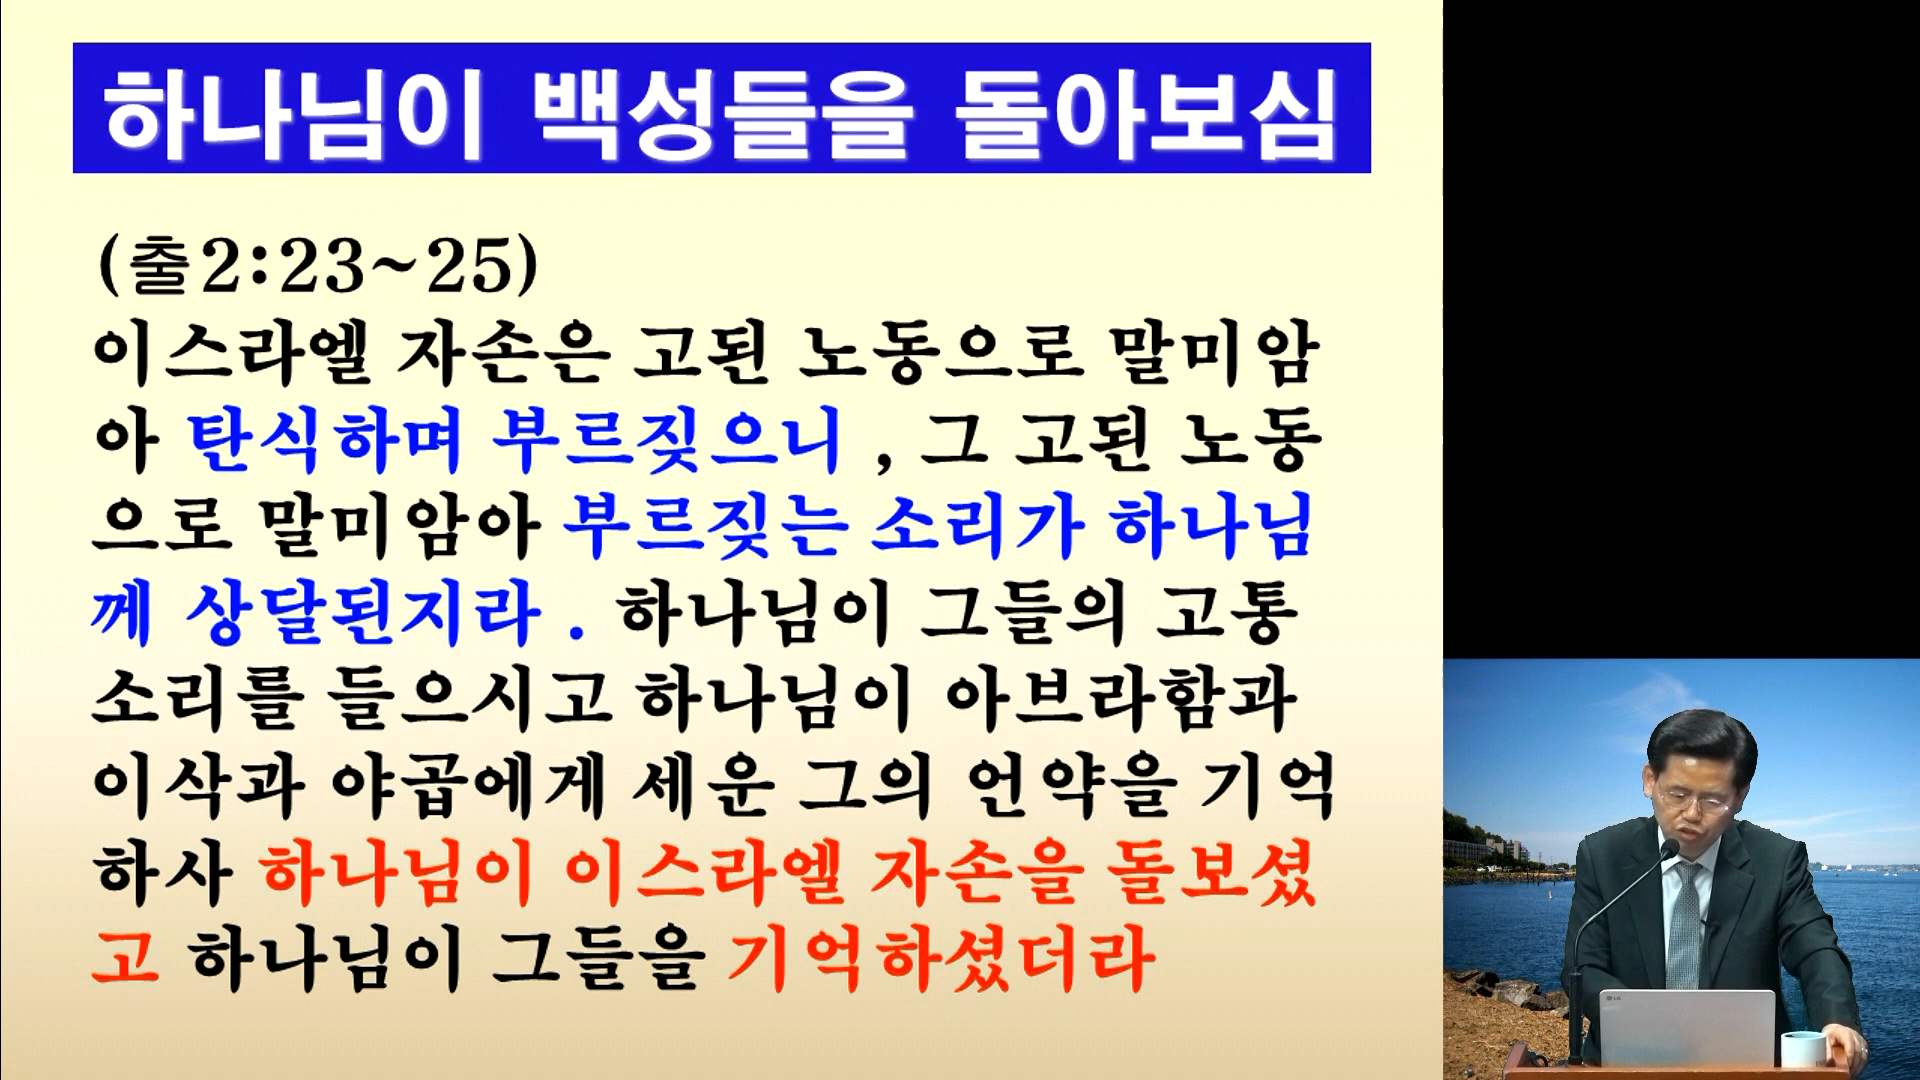 하나님이 백성들을 돌아보심
(출2:23~25)
이스라엘 자손은 고된 노동으로 말미암
아 탄식하며 부르짖으니 , 그 고된 노동
으로 말미암아 부르짖는 소리가 하나님
께 상달된지라 . 하나님이 그들의 고통
소리를 들으시고 하나님이 아브라함과
이삭과 야곱에게 세운 그의 언약을 기억
하사 하나님이 이스라엘 자손을 돌보셨
고 하나님이 그들을 기억하셨더라
LG